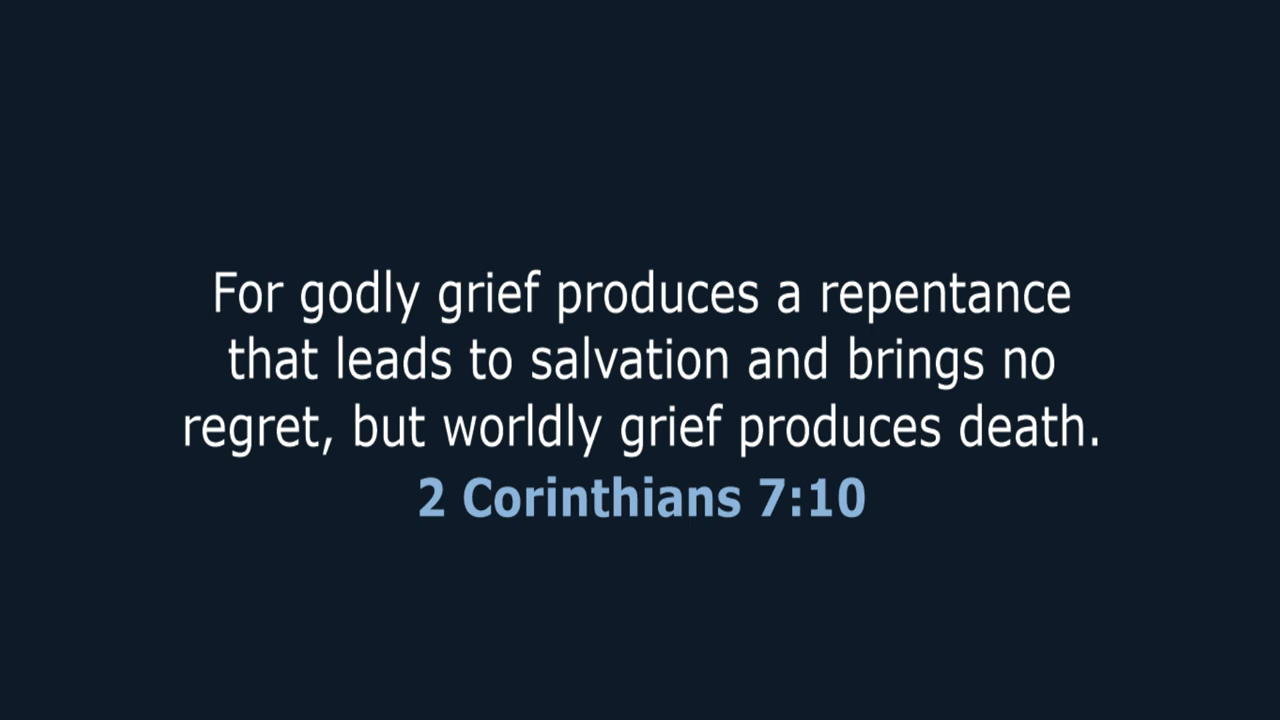 For godly grief produces a repentance
that leads to salvation and brings no
regret, but worldly grief produces death.
2 Corinthians 7:10